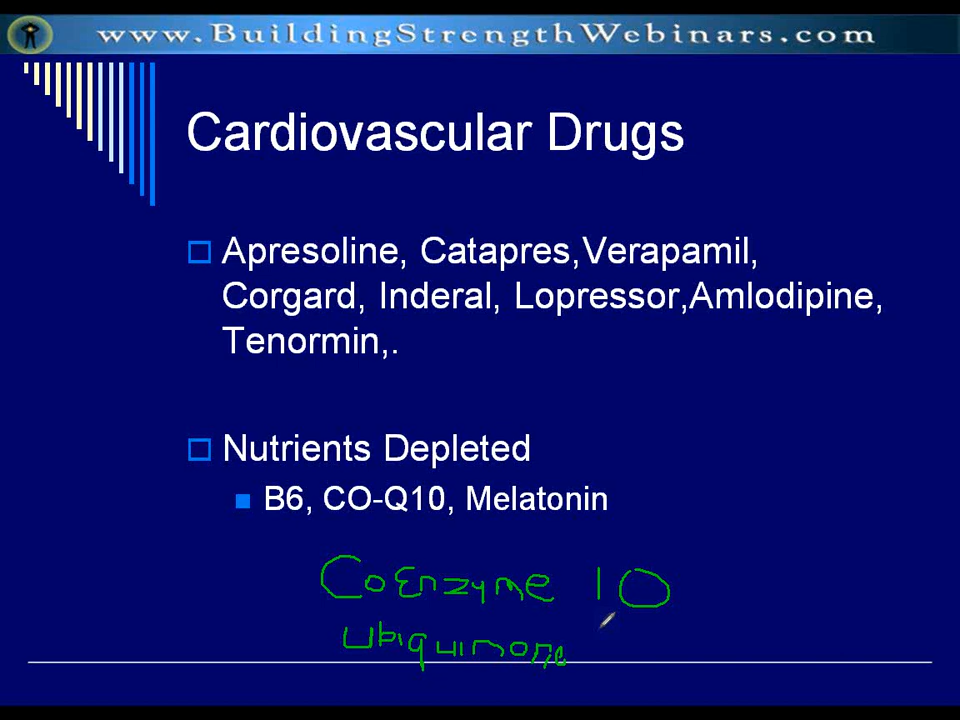 www.BuildingStrengthWebinars.com
Cardiovascular Drugs
Apresoline, Catapres,Verapamil,
Corgard, Inderal, Lopressor,Amlodipine,
Tenormin,.
Nutrients Depleted
B6, CO-Q10, Melatonin
Coenzyme 10
ubiquinone